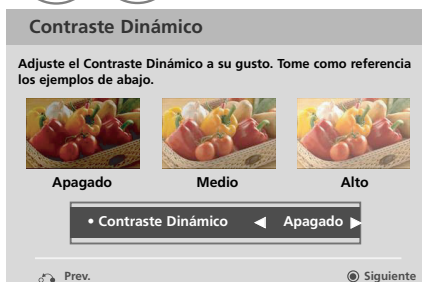 Contraste Dinámico
Adjuste el Contraste Dinámico a su gusto. Tome como referencia
los ejemplos de abajo.
Apagado Medio Alto
• Contraste Dinámico ◀ Apagado ▶
Prev. Siguiente